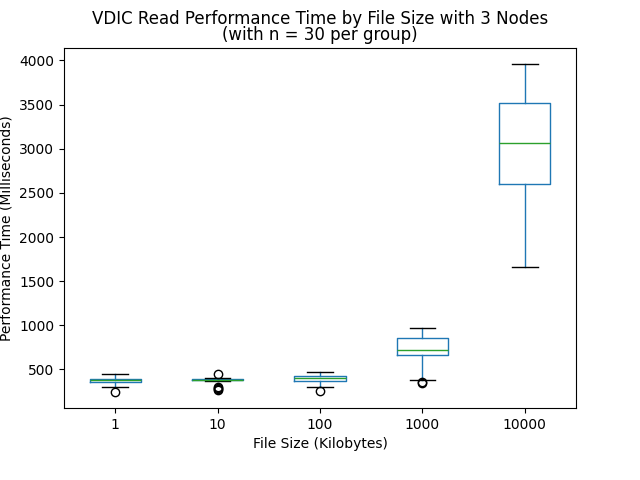 VDIC Read Performance Time by File Size with 3 Nodes
(with n = 30 per group)
Performance Time (Milliseconds)
4000
3500
3000
2500
2000
1500
1000
500
1 10 100 1000 10000
File Size (Kilobytes)